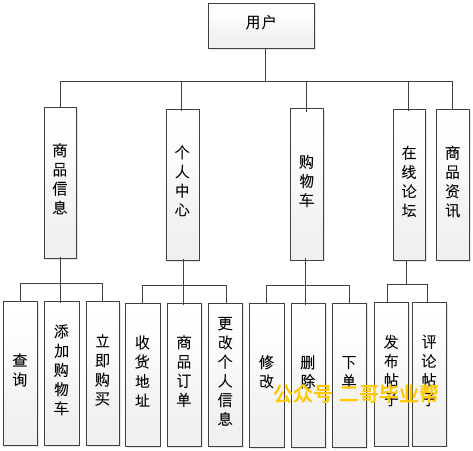 用户
商品信息
个人中心
购物车
在线论坛
商品资讯
查询
添加购物车
立即购买
收货地址
商品订单
更改个人信息
修改
删除
下单
发布帖子
评论帖子
公众号 二哥毕业帮